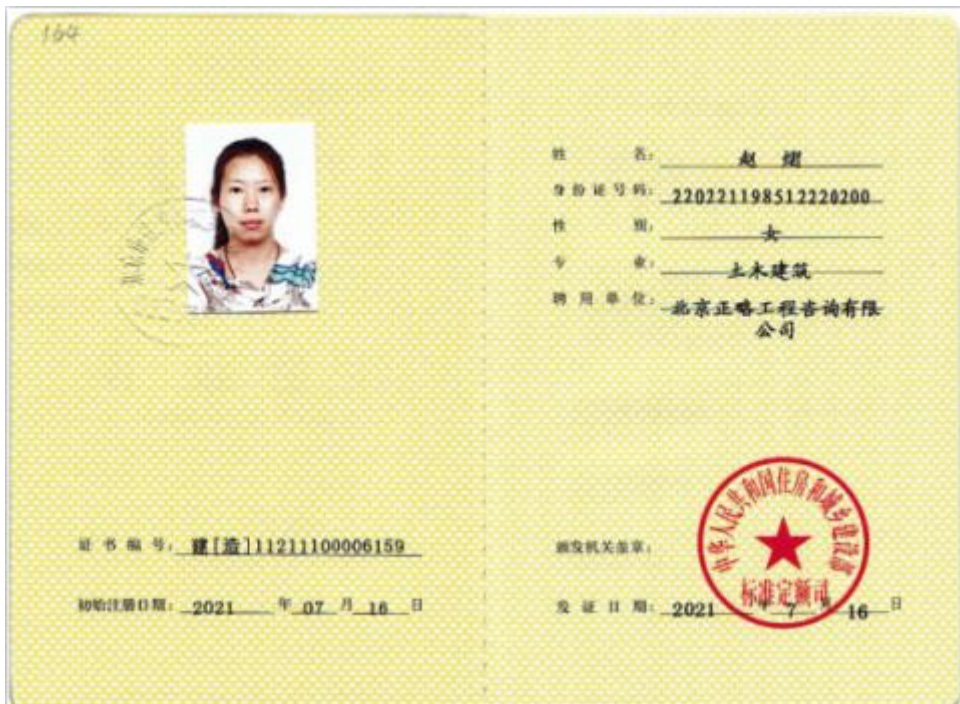 164
姓 名: 赵 熠
身份证号码: 220221198512220200
性 别: 女
专 业: 土木建筑
聘用单位: 北京正略工程咨询有限
公司
证书编号: 建[造]11211100006159
初始注册日期: 2021 年 07 月 16 日
中华人民共和国住房和城乡建设部
标准定额司
颁发机关盖章:
发证日期: 2021 年 7 月 16 日